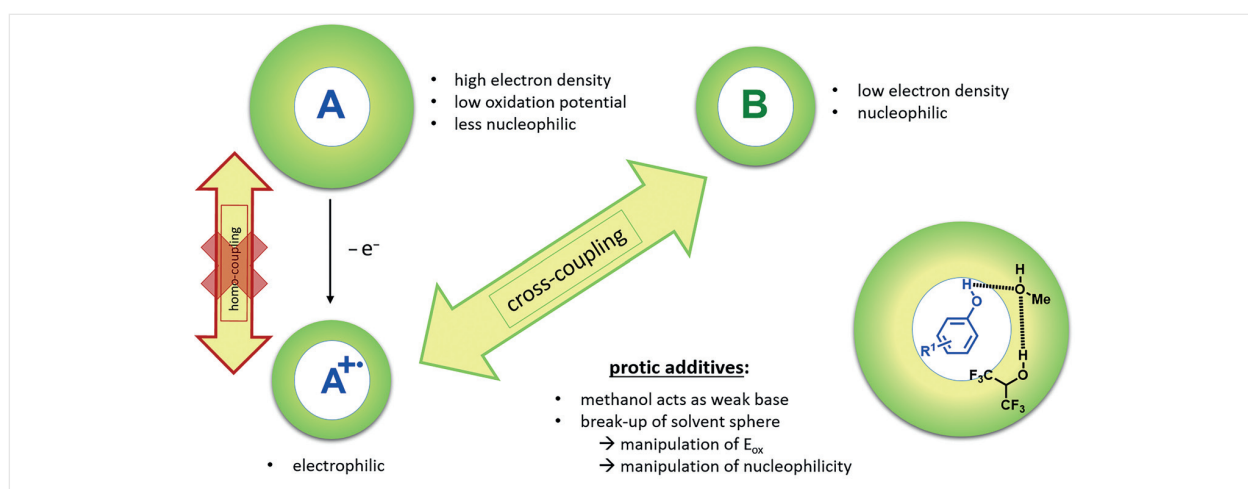 A
• high electron density
• low oxidation potential
• less nucleophilic
B
• low electron density
• nucleophilic
homo-coupling
– e⁻
cross-coupling
A⁺•
• electrophilic
protic additives:
• methanol acts as weak base
• break-up of solvent sphere
→ manipulation of Eₒₓ
→ manipulation of nucleophilicity
H
H
O
O
Me
R¹
H
F₃C
O
CF₃